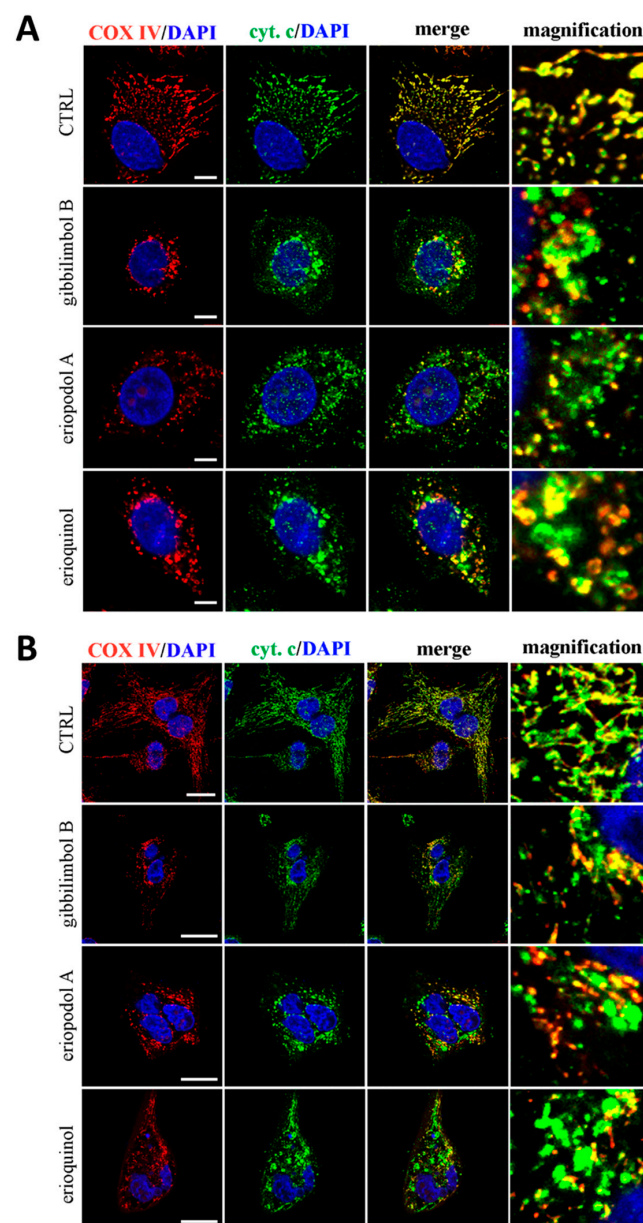 A
COX IV/DAPI cyt. c/DAPI merge magnification
CTRL
gibbilimbol B
eriopodol A
erioquinol
B
COX IV/DAPI cyt. c/DAPI merge magnification
CTRL
gibbilimbol B
eriopodol A
erioquinol